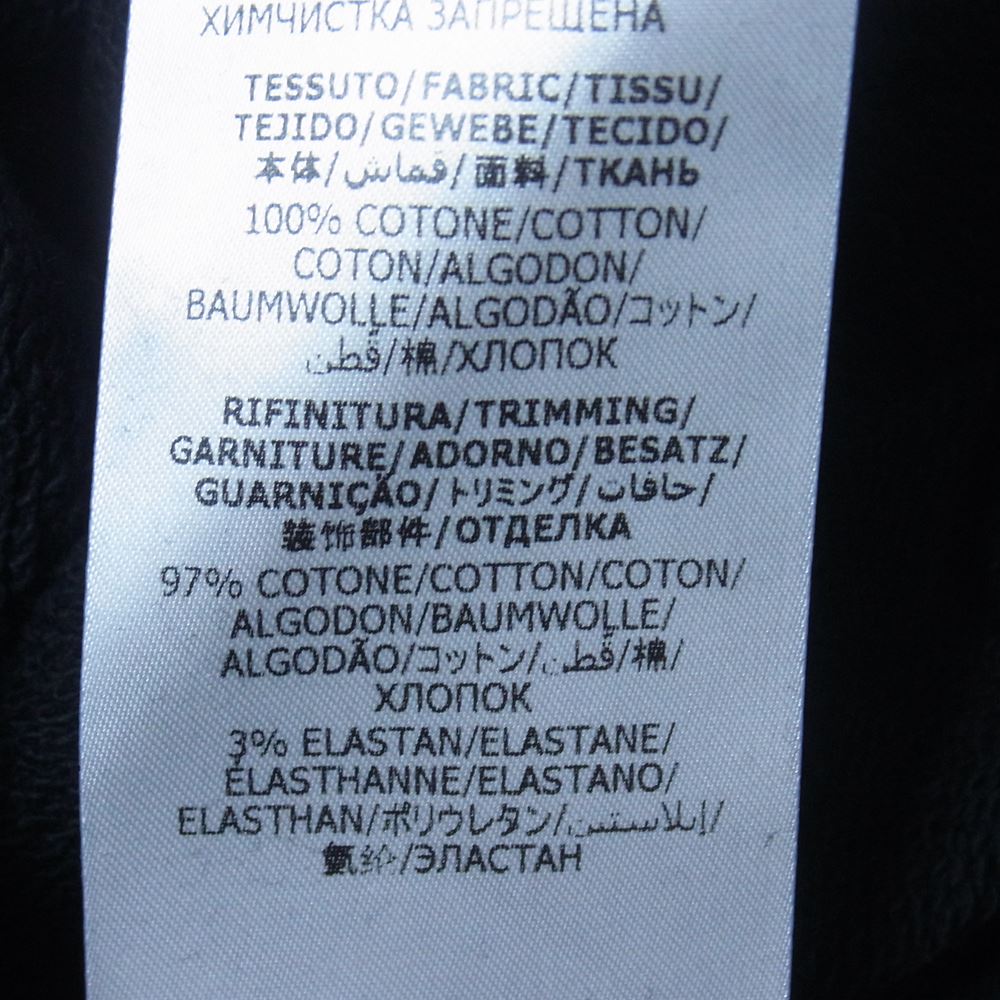 ХИМЧИСТКА ЗАПРЕЩЕНА
TESSUTO/FABRIC/TISSU/
TEJIDO/GEWEBE/TECIDO/
本体/قماش/面料/ТКАНЬ
100% COTONE/COTTON/
COTON/ALGODON/
BAUMWOLLE/ALGODÃO/コットン/
قطن/棉/ХЛОПОК
RIFINITURA/TRIMMING/
GARNITURE/ADORNO/BESATZ/
GUARNIÇÃO/トリミング/حافات/
装饰部件/ОТДЕЛКА
97% COTONE/COTTON/COTON/
ALGODON/BAUMWOLLE/
ALGODÃO/コットン/قطن/棉/
ХЛОПОК
3% ELASTAN/ELASTANE/
ÉLASTHANNE/ELASTANO/
ELASTHAN/ポリウレタン/إيلاستين/
氨纶/ЭЛАСТАН